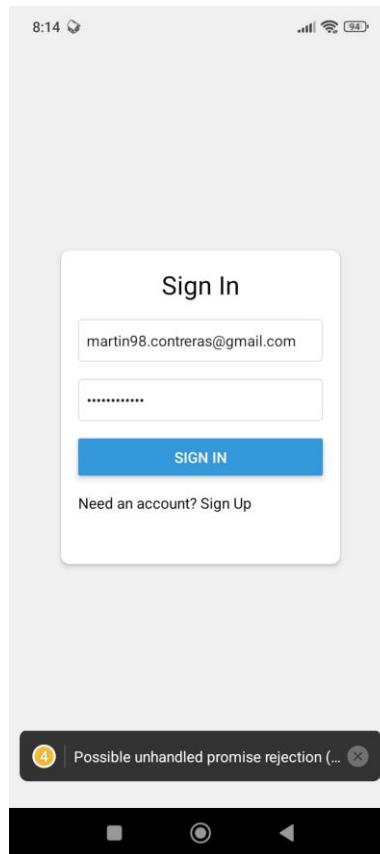 8:14
94
Sign In
martin98.contreras@gmail.com
••••••••••••
SIGN IN
Need an account? Sign Up
4 Possible unhandled promise rejection (...